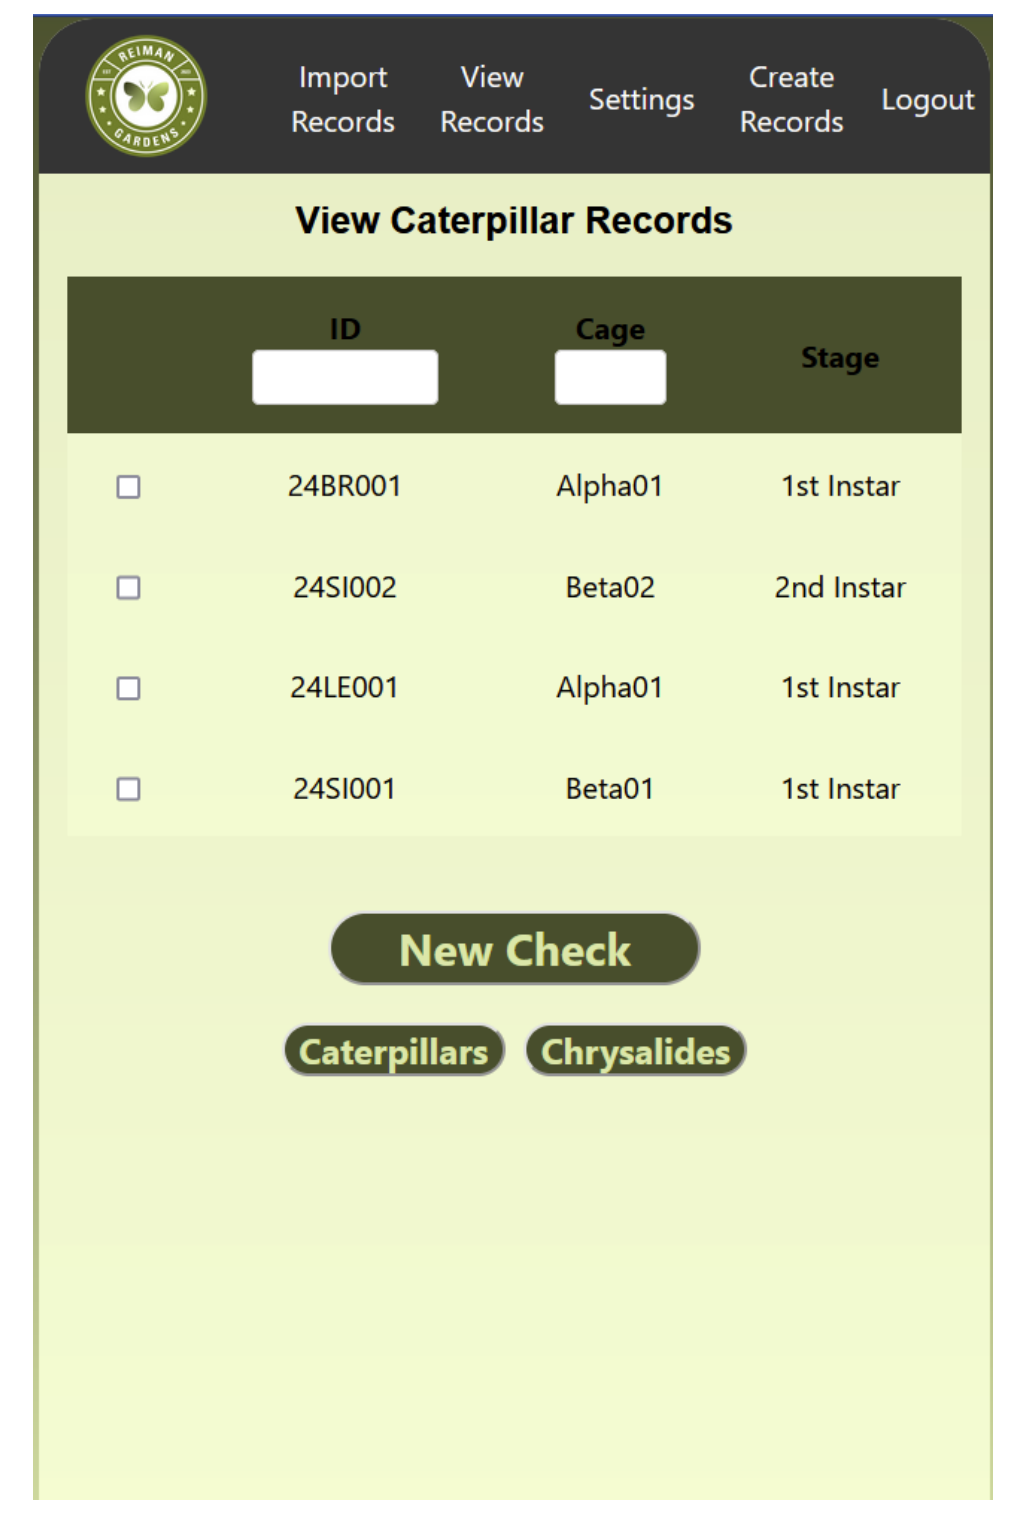 REIMAN
GARDENS
Import Records
View Records
Settings
Create Records
Logout
View Caterpillar Records
ID Cage Stage
24BR001 Alpha01 1st Instar
24SI002 Beta02 2nd Instar
24LE001 Alpha01 1st Instar
24SI001 Beta01 1st Instar
New Check
Caterpillars Chrysalides